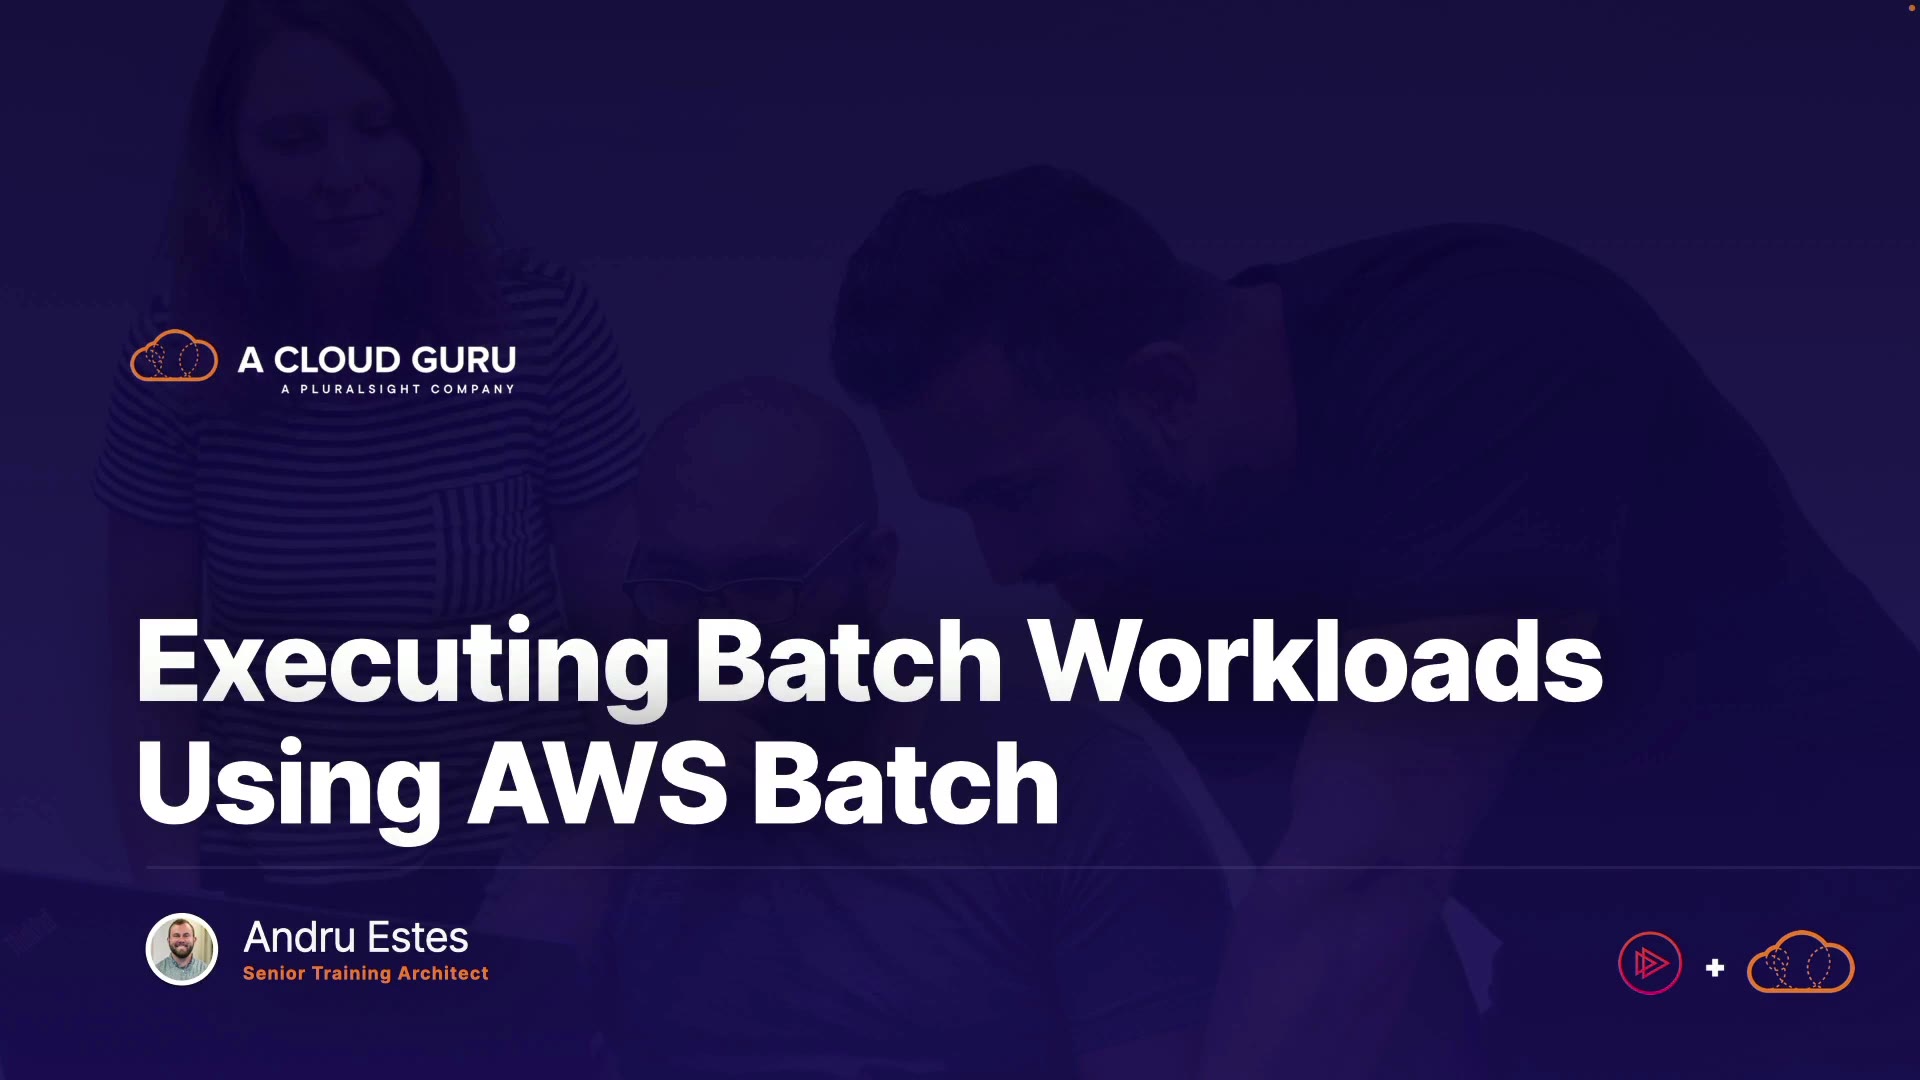 A CLOUD GURU
A PLURALSIGHT COMPANY
Executing Batch Workloads
Using AWS Batch
Andru Estes
Senior Training Architect
+